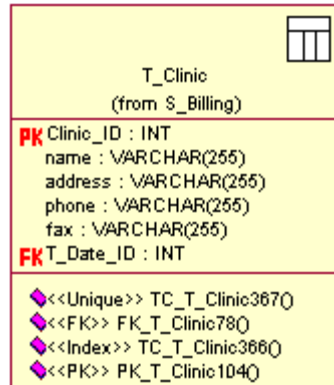 T_Clinic
(from S_Billing)
PK Clinic_ID : INT
name : VARCHAR(255)
address : VARCHAR(255)
phone : VARCHAR(255)
fax : VARCHAR(255)
FK T_Date_ID : INT
<<Unique>> TC_T_Clinic367()
<<FK>> FK_T_Clinic78()
<<Index>> TC_T_Clinic366()
<<PK>> PK_T_Clinic104()